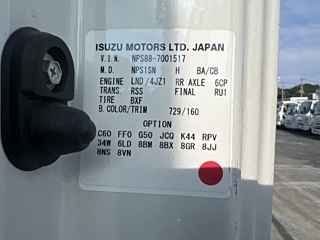 ISUZU MOTORS LTD. JAPAN
V.I.N. NPS88-7001517
M.D. NPS1SN H BA/CB
ENGINE LND /4JZ1 RR AXLE 6CP
TRANS. RSS FINAL RU1
TIRE BXF
B.COLOR/TRIM 729/160
OPTION
C60 FF0 G50 JCQ K44 RPV
34W 6LD 8BM 8BX 8GR 8JJ
8NS 8VN